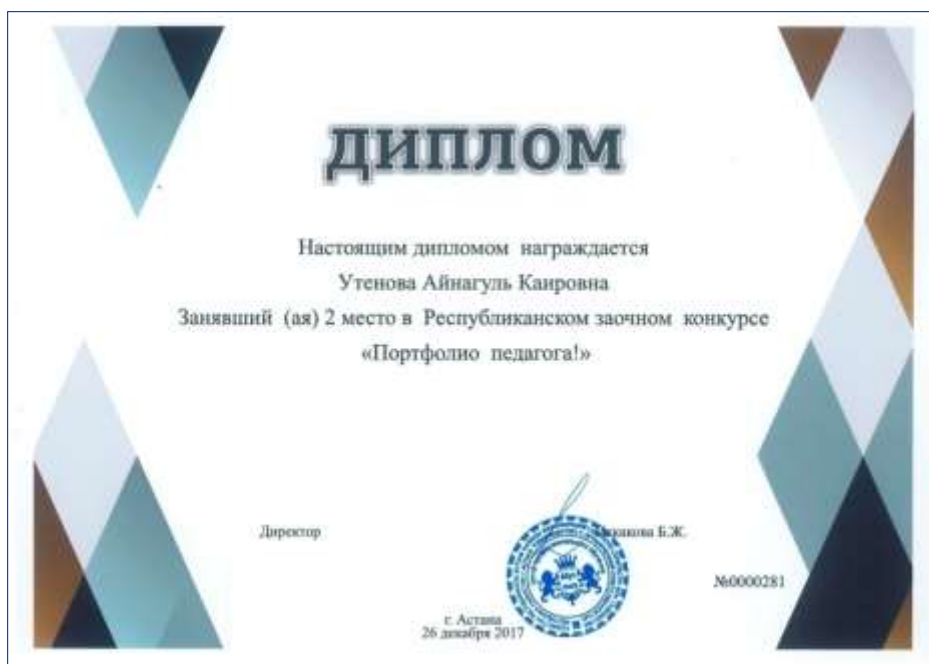 ДИПЛОМ
Настоящим дипломом награждается
Утенова Айнагуль Каировна
Занявший (ая) 2 место в Республиканском заочном конкурсе
«Портфолио педагога!»
Директор
Б.Ж.
№0000281
г. Астана
26 декабря 2017